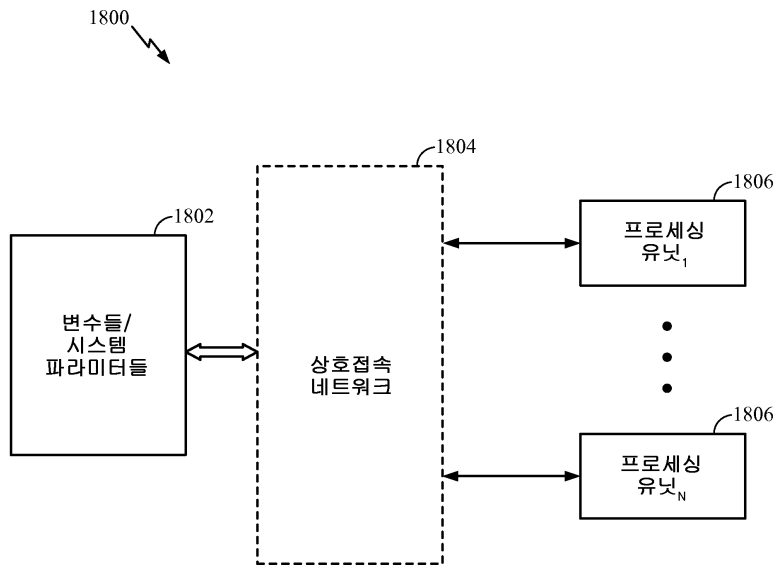 1800
1804
1806
프로세싱
유닛1
1802
변수들/
시스템
파라미터들
상호접속
네트워크
1806
프로세싱
유닛N